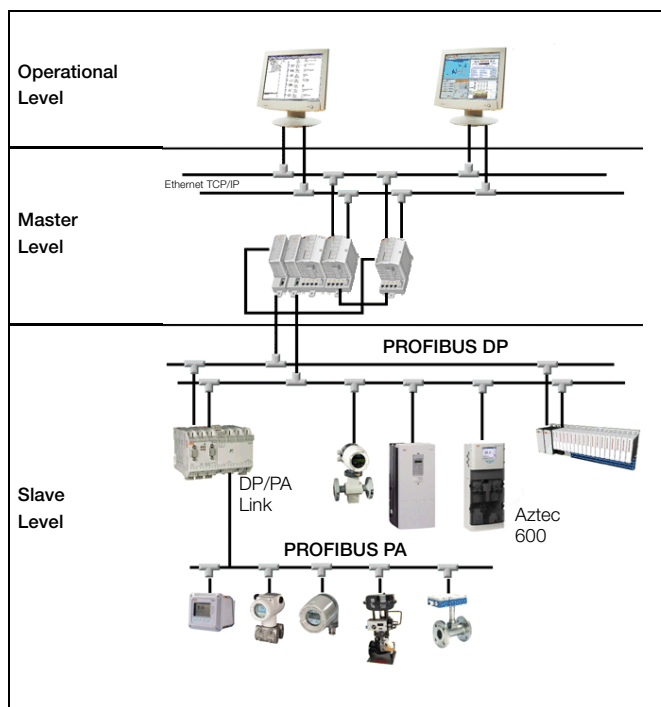 Operational
Level
Ethernet TCP/IP
Master
Level
PROFIBUS DP
DP/PA
Link
Aztec
600
Slave
Level
PROFIBUS PA